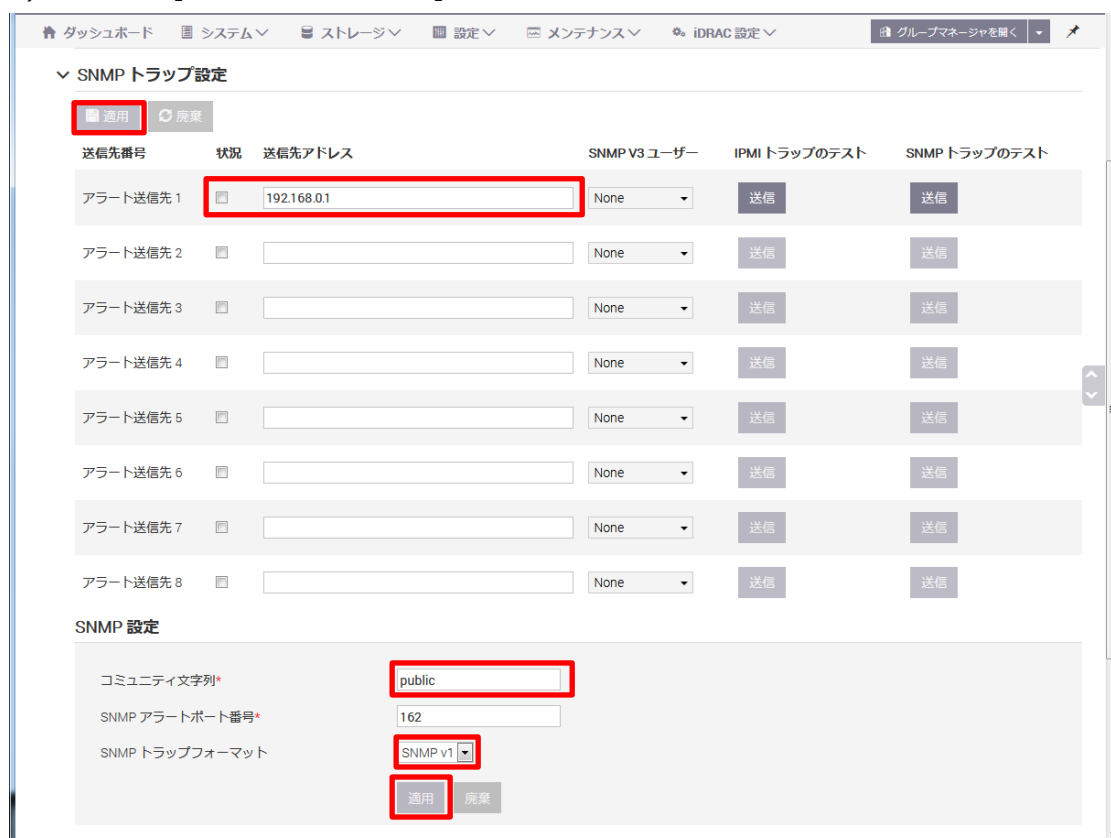 ダッシュボード システム ストレージ 設定 メンテナンス iDRAC 設定 グループマネージャを開く
SNMP トラップ設定
適用 廃棄
送信先番号 状況 送信先アドレス SNMP V3 ユーザー IPMI トラップのテスト SNMP トラップのテスト
アラート送信先 1 192.168.0.1 None 送信 送信
アラート送信先 2 None 送信 送信
アラート送信先 3 None 送信 送信
アラート送信先 4 None 送信 送信
アラート送信先 5 None 送信 送信
アラート送信先 6 None 送信 送信
アラート送信先 7 None 送信 送信
アラート送信先 8 None 送信 送信
SNMP 設定
コミュニティ文字列* public
SNMP アラートポート番号* 162
SNMP トラップフォーマット SNMP v1
適用 廃棄